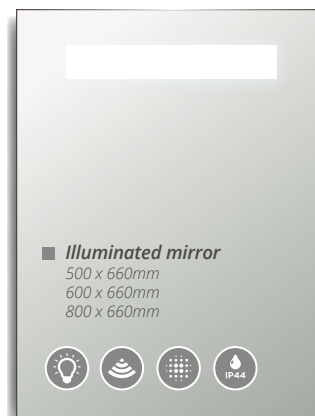 Illuminated mirror
500 x 660mm
600 x 660mm
800 x 660mm
IP44